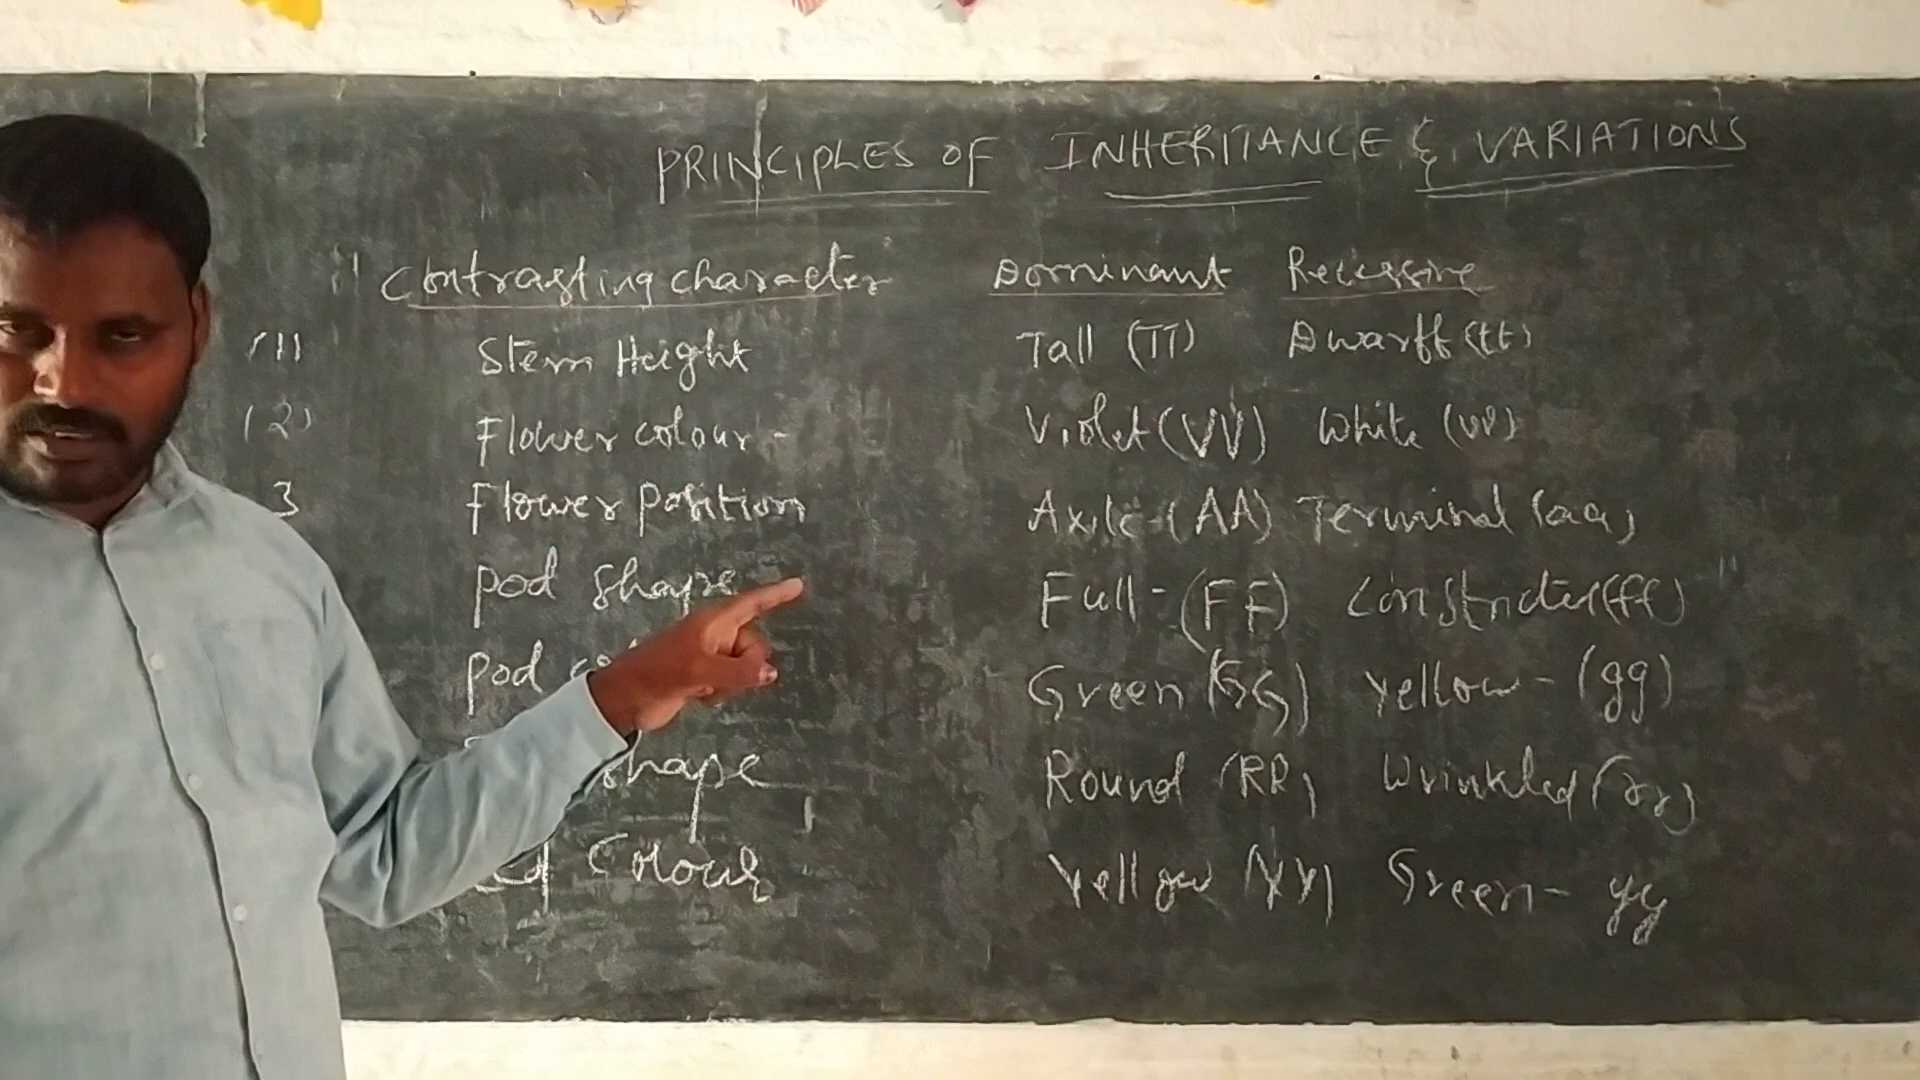 PRINCIPLES OF INHERITANCE & VARIATIONS
Contrasting character Dominant Recessive
(1) Stem Height Tall (TT) Dwarff (tt)
(2) Flower colour - Violet (VV) White (vv)
3 Flower position Axile - (AA) Terminal (aa)
pod shape Full - (FF) Constricted (ff)
pod Green (GG) Yellow - (gg)
shape Round (RR) Wrinkled (rr)
Colour Yellow (YY) Green - yy